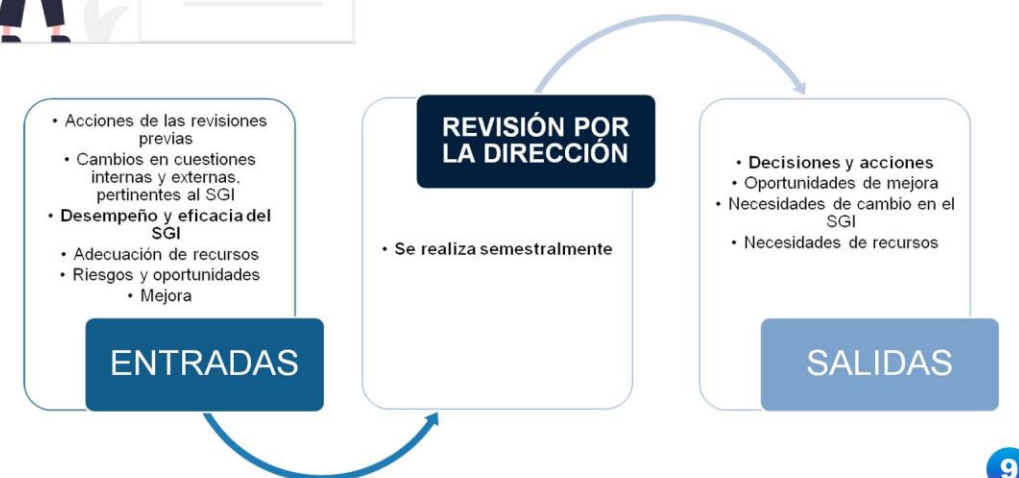 • Acciones de las revisiones
previas
• Cambios en cuestiones
internas y externas,
pertinentes al SGI
• Desempeño y eficacia del
SGI
• Adecuación de recursos
• Riesgos y oportunidades
• Mejora
ENTRADAS
REVISIÓN POR
LA DIRECCIÓN
• Se realiza semestralmente
• Decisiones y acciones
• Oportunidades de mejora
• Necesidades de cambio en el
SGI
• Necesidades de recursos
SALIDAS
9